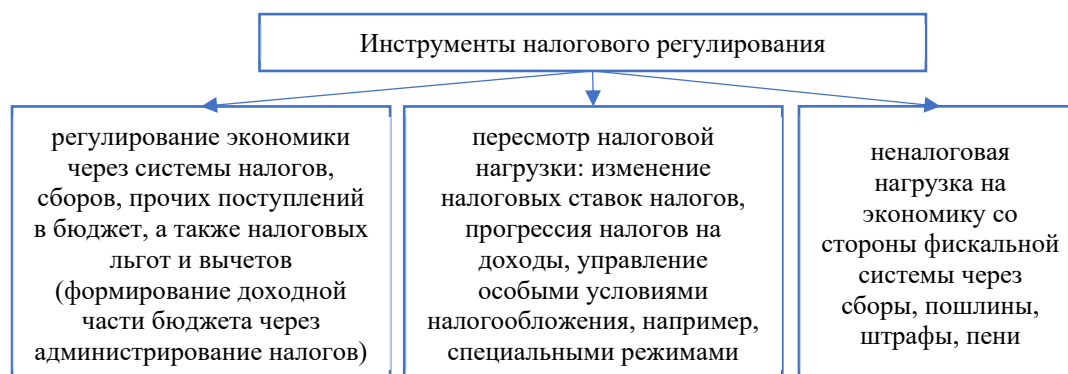 Инструменты налогового регулирования
регулирование экономики
через системы налогов,
сборов, прочих поступлений
в бюджет, а также налоговых
льгот и вычетов
(формирование доходной
части бюджета через
администрирование налогов)
пересмотр налоговой
нагрузки: изменение
налоговых ставок налогов,
прогрессия налогов на
доходы, управление
особыми условиями
налогообложения, например,
специальными режимами
неналоговая
нагрузка на
экономику со
стороны фискальной
системы через
сборы, пошлины,
штрафы, пени